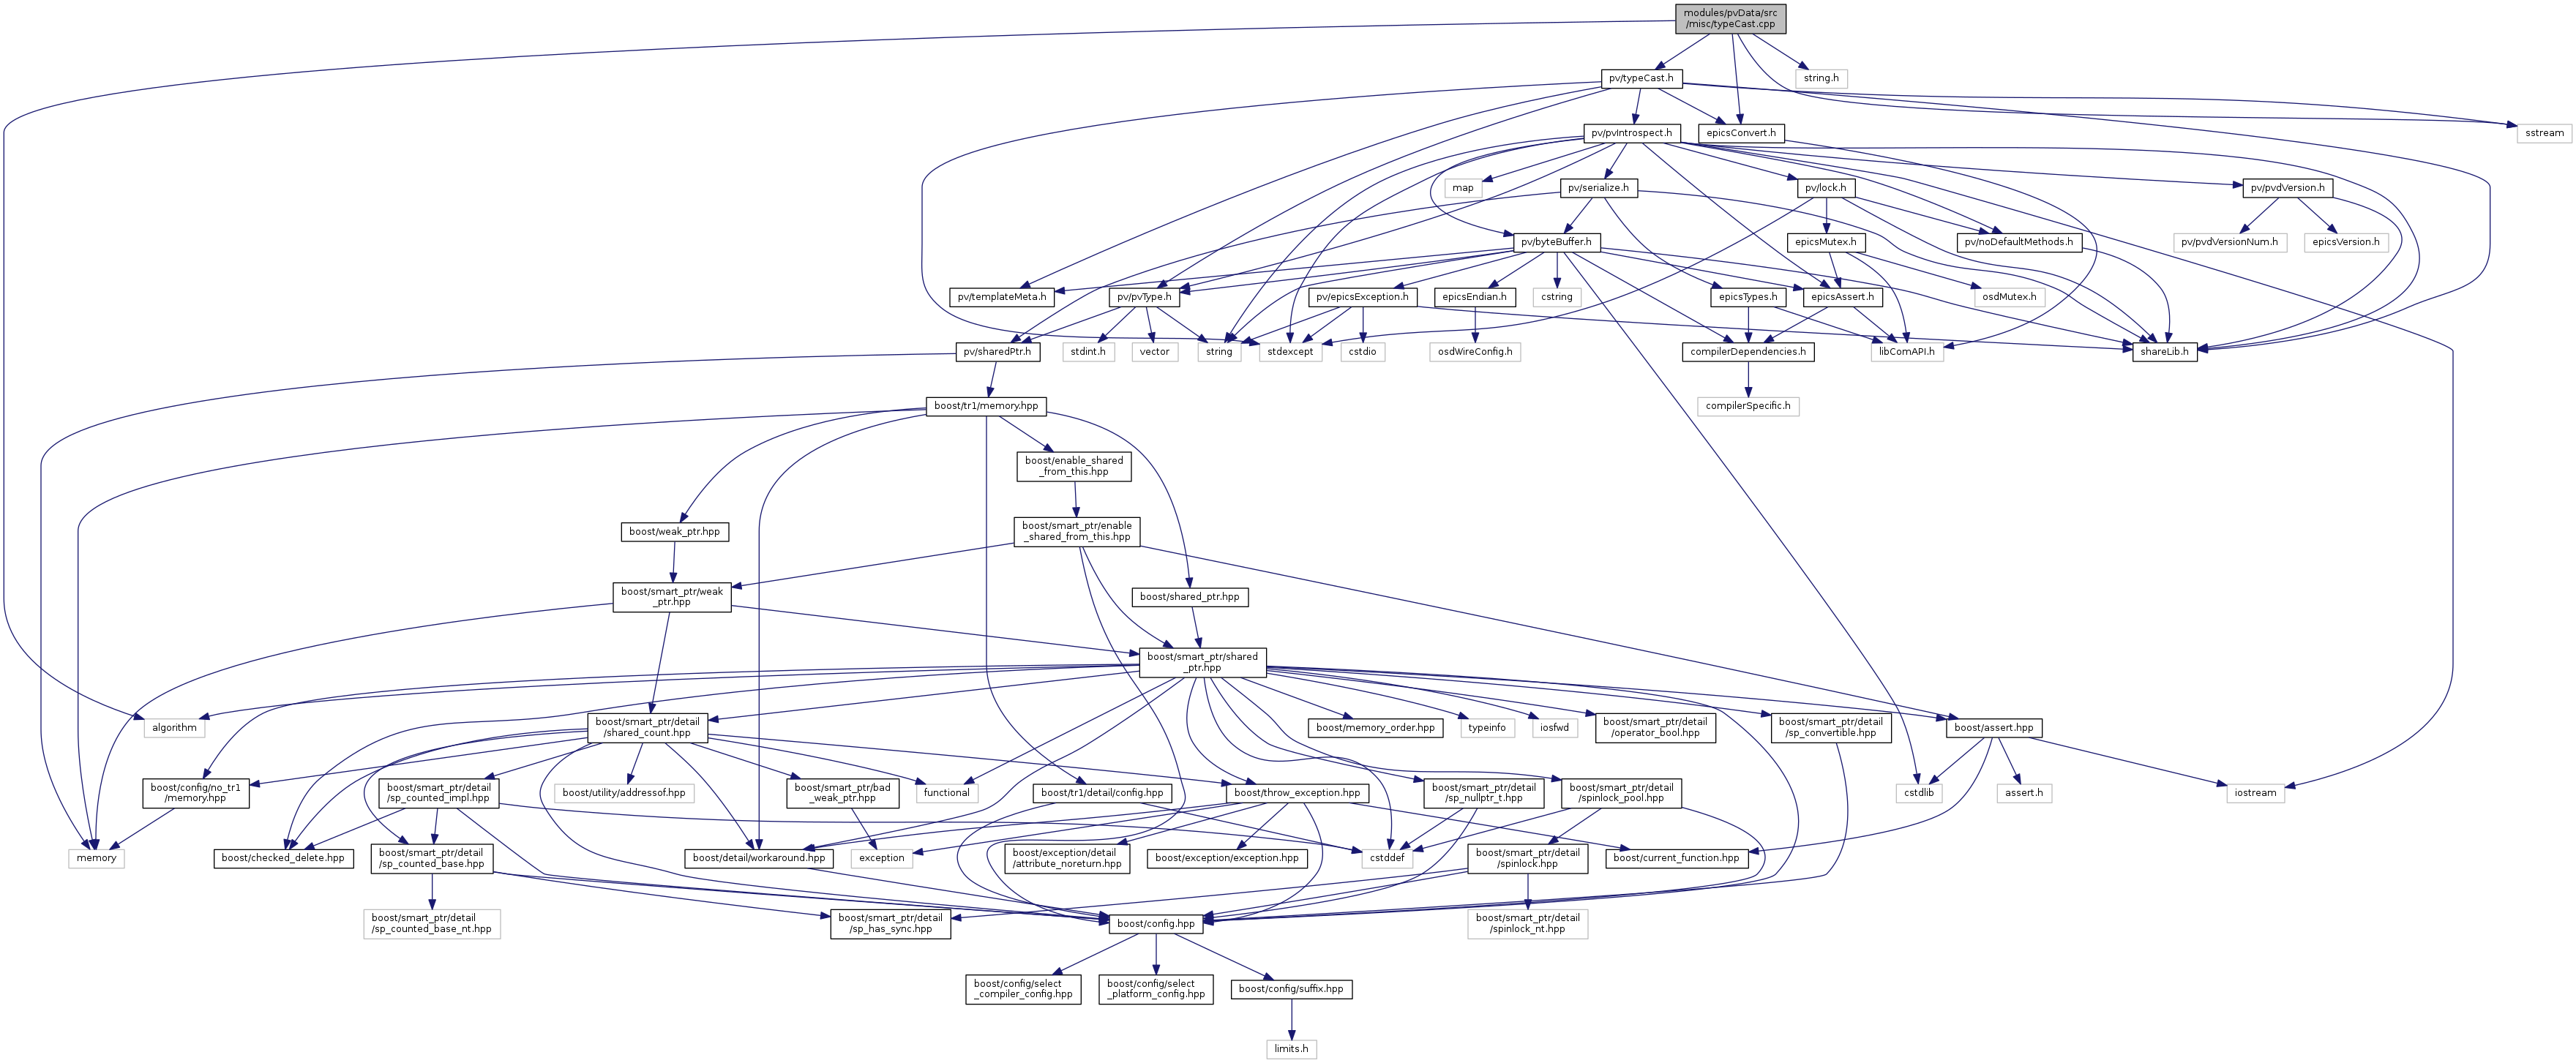 modules/pvData/src
/misc/typeCast.cpp
pv/typeCast.h
string.h
pv/pvIntrospect.h
epicsConvert.h
sstream
map
pv/serialize.h
pv/lock.h
pv/pvdVersion.h
pv/byteBuffer.h
epicsMutex.h
pv/noDefaultMethods.h
pv/pvdVersionNum.h
epicsVersion.h
pv/templateMeta.h
pv/pvType.h
pv/epicsException.h
epicsEndian.h
cstring
epicsTypes.h
epicsAssert.h
osdMutex.h
pv/sharedPtr.h
stdint.h
vector
string
stdexcept
cstdio
osdWireConfig.h
compilerDependencies.h
libComAPI.h
shareLib.h
boost/tr1/memory.hpp
compilerSpecific.h
boost/enable_shared
_from_this.hpp
boost/weak_ptr.hpp
boost/smart_ptr/enable
_shared_from_this.hpp
boost/smart_ptr/weak
_ptr.hpp
boost/shared_ptr.hpp
boost/smart_ptr/shared
_ptr.hpp
algorithm
boost/smart_ptr/detail
/shared_count.hpp
boost/memory_order.hpp
typeinfo
iosfwd
boost/smart_ptr/detail
/operator_bool.hpp
boost/smart_ptr/detail
/sp_convertible.hpp
boost/assert.hpp
boost/config/no_tr1
/memory.hpp
boost/smart_ptr/detail
/sp_counted_impl.hpp
boost/utility/addressof.hpp
boost/smart_ptr/bad
_weak_ptr.hpp
functional
boost/tr1/detail/config.hpp
boost/throw_exception.hpp
boost/smart_ptr/detail
/sp_nullptr_t.hpp
boost/smart_ptr/detail
/spinlock_pool.hpp
cstdlib
assert.h
iostream
memory
boost/checked_delete.hpp
boost/smart_ptr/detail
/sp_counted_base.hpp
boost/detail/workaround.hpp
exception
boost/exception/detail
/attribute_noreturn.hpp
boost/exception/exception.hpp
cstddef
boost/smart_ptr/detail
/spinlock.hpp
boost/current_function.hpp
boost/smart_ptr/detail
/sp_counted_base_nt.hpp
boost/smart_ptr/detail
/sp_has_sync.hpp
boost/config.hpp
boost/smart_ptr/detail
/spinlock_nt.hpp
boost/config/select
_compiler_config.hpp
boost/config/select
_platform_config.hpp
boost/config/suffix.hpp
limits.h